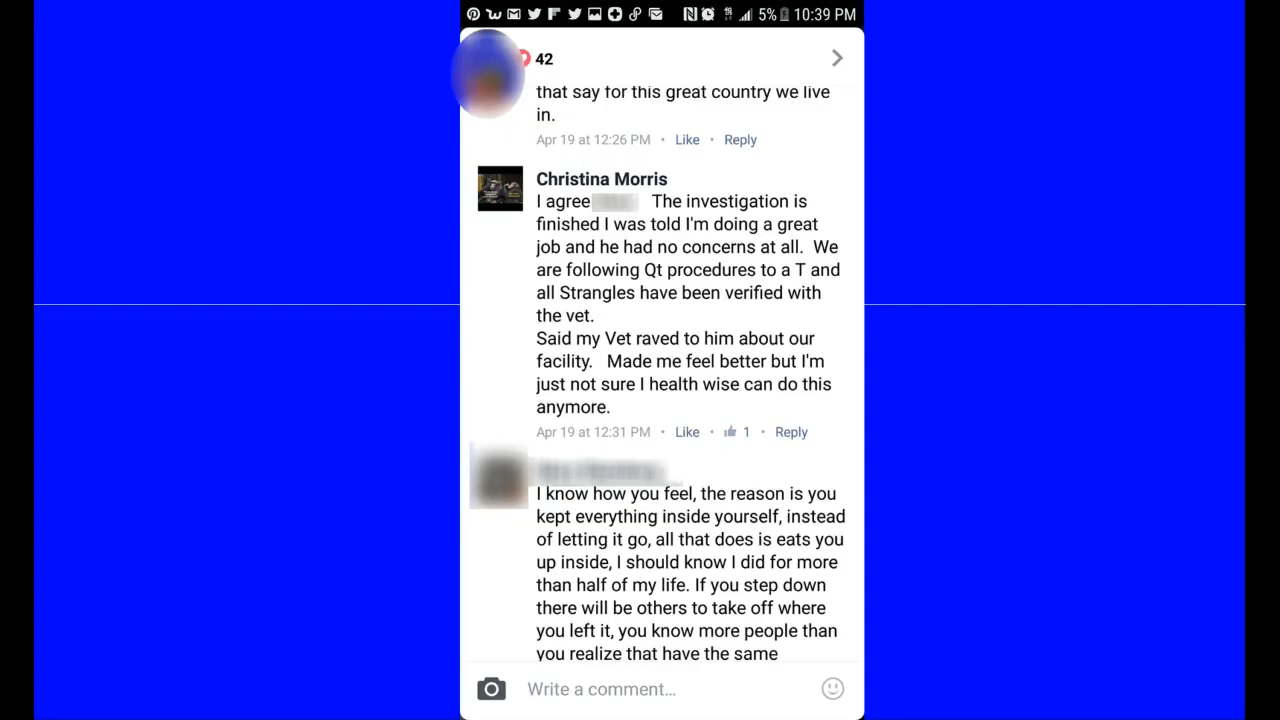 5% 10:39 PM
42
that say for this great country we live
in.
Apr 19 at 12:26 PM • Like • Reply
Christina Morris
I agree The investigation is
finished I was told I'm doing a great
job and he had no concerns at all. We
are following Qt procedures to a T and
all Strangles have been verified with
the vet.
Said my Vet raved to him about our
facility. Made me feel better but I'm
just not sure I health wise can do this
anymore.
Apr 19 at 12:31 PM • Like • 1 • Reply
I know how you feel, the reason is you
kept everything inside yourself, instead
of letting it go, all that does is eats you
up inside, I should know I did for more
than half of my life. If you step down
there will be others to take off where
you left it, you know more people than
you realize that have the same
Write a comment...